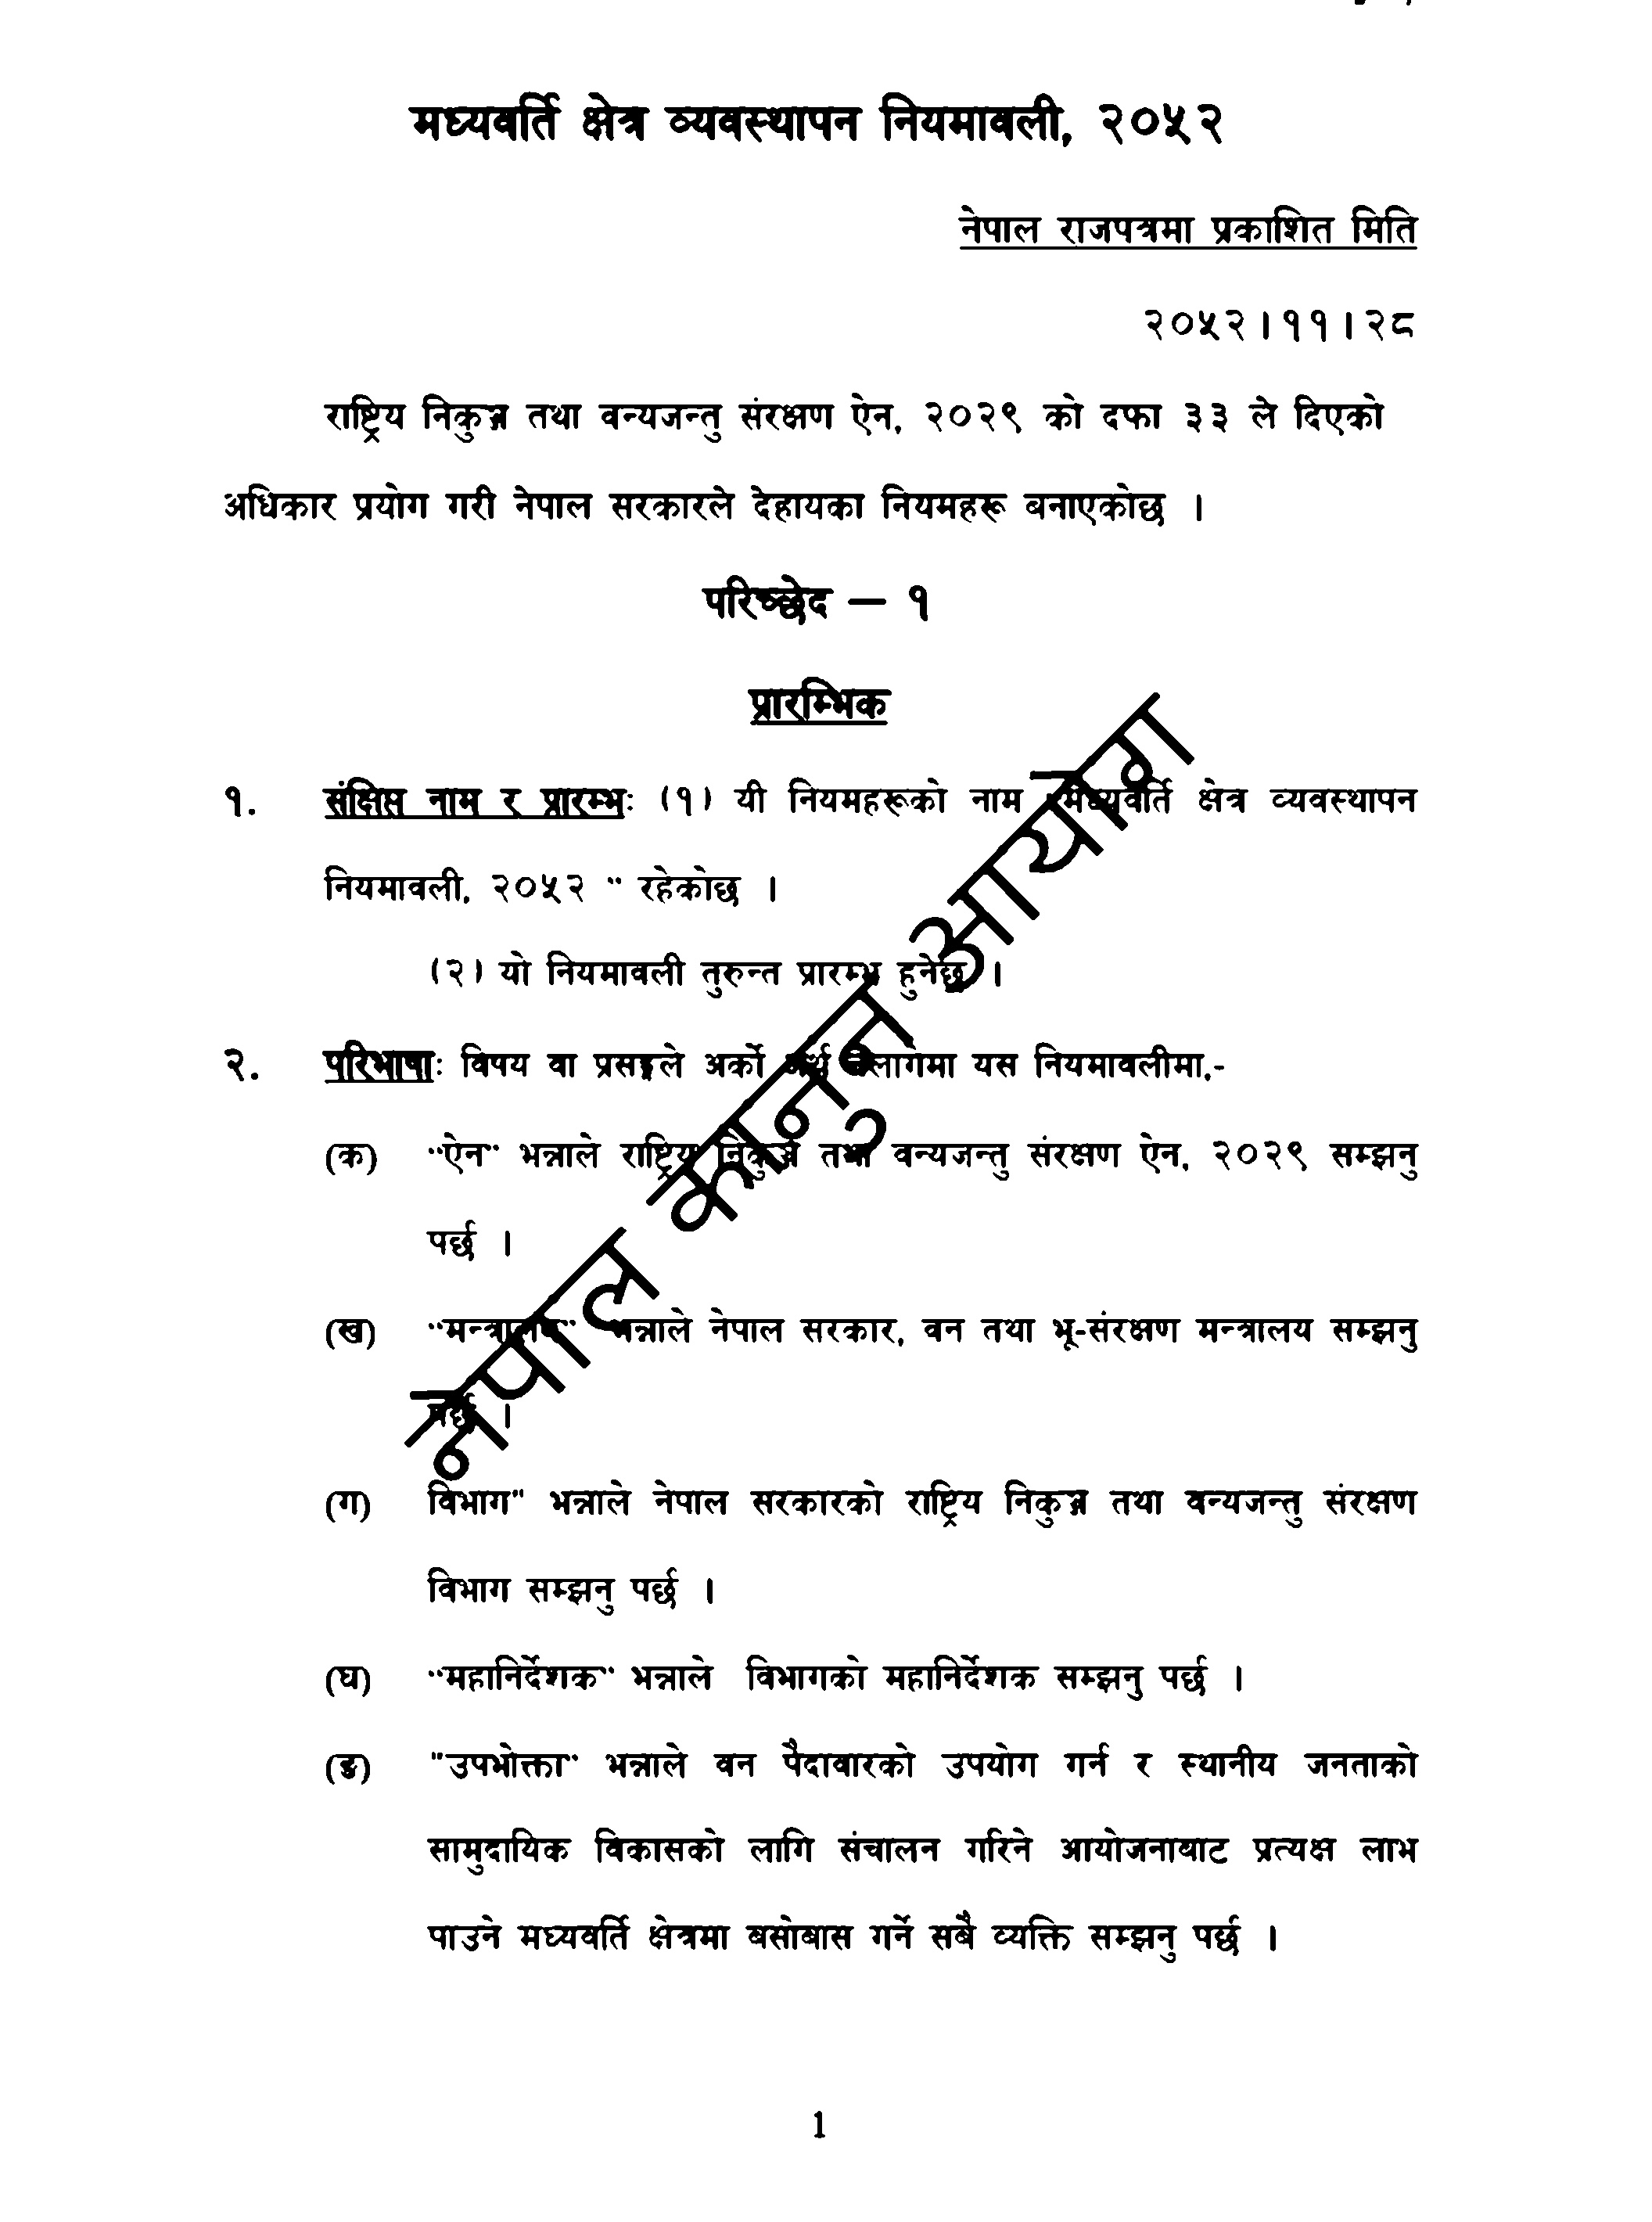 मध्यवर्ति क्षेत्र व्यवस्थापन नियमावली, २०५२
नेपाल राजपत्रमा प्रकाशित मिति
२०५२।११।२८
राष्ट्रिय निकुञ्ज तथा वन्यजन्तु संरक्षण ऐन, २०२९ को दफा ३३ ले दिएको
अधिकार प्रयोग गरी नेपाल सरकारले देहायका नियमहरू बनाएकोछ ।
परिच्छेद – १
प्रारम्भिक
१. संक्षिप्त नाम र प्रारम्भः (१) यी नियमहरूको नाम "मध्यवर्ति क्षेत्र व्यवस्थापन
नियमावली, २०५२ " रहेकोछ ।
(२) यो नियमावली तुरुन्त प्रारम्भ हुनेछ ।
२. परिभाषाः विषय वा प्रसङ्गले अर्को अर्थ नलागेमा यस नियमावलीमा,-
(क) "ऐन" भन्नाले राष्ट्रिय निकुञ्ज तथा वन्यजन्तु संरक्षण ऐन, २०२९ सम्झनु
पर्छ ।
(ख) "मन्त्रालय" भन्नाले नेपाल सरकार, वन तथा भू-संरक्षण मन्त्रालय सम्झनु
पर्छ ।
(ग) विभाग" भन्नाले नेपाल सरकारको राष्ट्रिय निकुञ्ज तथा वन्यजन्तु संरक्षण
विभाग सम्झनु पर्छ ।
(घ) "महानिर्देशक" भन्नाले विभागको महानिर्देशक सम्झनु पर्छ ।
(ङ) "उपभोक्ता" भन्नाले वन पैदावारको उपयोग गर्न र स्थानीय जनताको
सामुदायिक विकासको लागि संचालन गरिने आयोजनाबाट प्रत्यक्ष लाभ
पाउने मध्यवर्ति क्षेत्रमा बसोबास गर्ने सबै व्यक्ति सम्झनु पर्छ ।
नेपाल कानुन आयोग
1